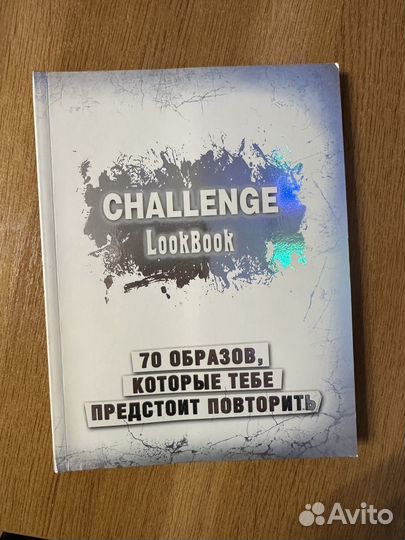 CHALLENGE
LOOKBOOK
70 ОБРАЗОВ,
КОТОРЫЕ ТЕБЕ
ПРЕДСТОИТ ПОВТОРИТЬ
Avito